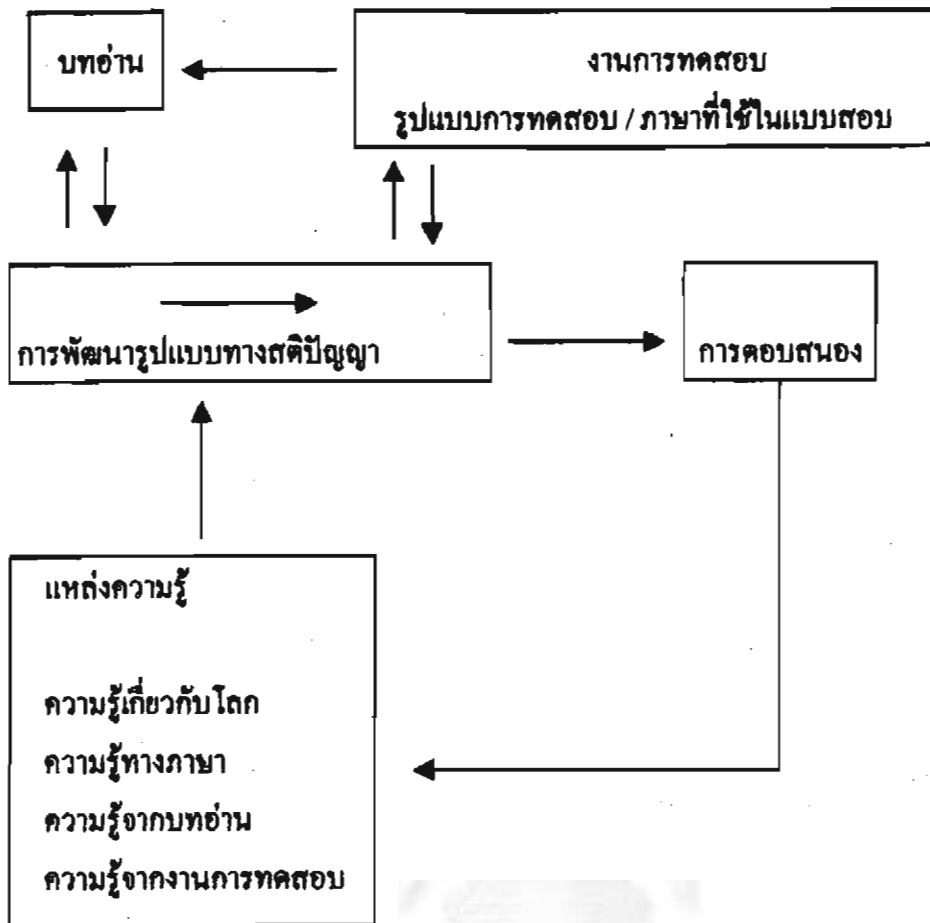 บทอ่าน
งานการทดสอบ
รูปแบบการทดสอบ / ภาษาที่ใช้ในแบบสอบ
การพัฒนารูปแบบทางสติปัญญา
การตอบสนอง
แหล่งความรู้
ความรู้เกี่ยวกับโลก
ความรู้ทางภาษา
ความรู้จากบทอ่าน
ความรู้จากงานการทดสอบ